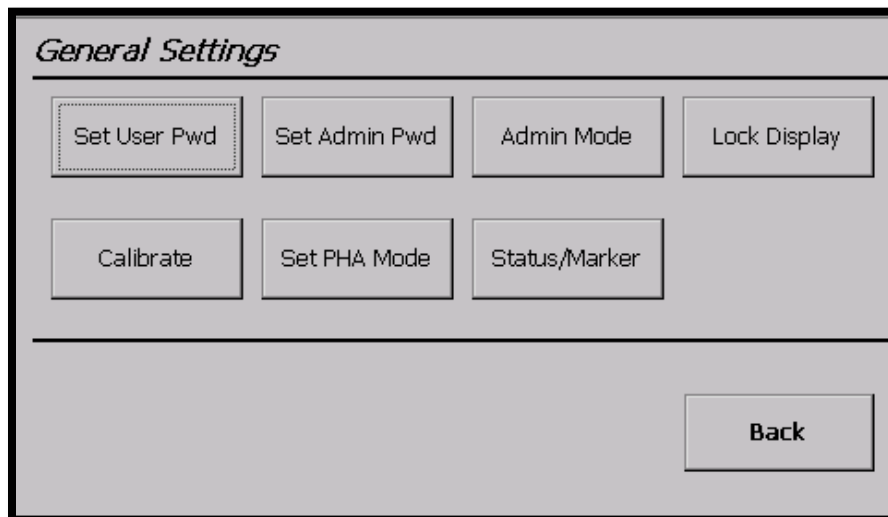 General Settings
Set User Pwd Set Admin Pwd Admin Mode Lock Display
Calibrate Set PHA Mode Status/Marker
Back